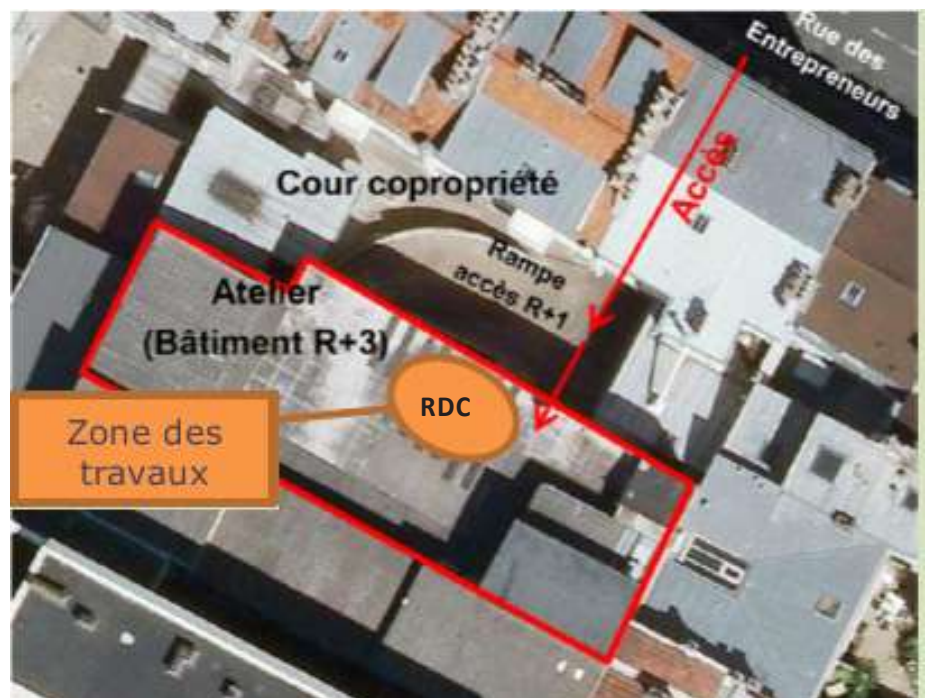 Rue des
Entrepreneurs
Accès
Cour copropriété
Rampe
accès R+1
Atelier
(Bâtiment R+3)
RDC
Zone des
travaux